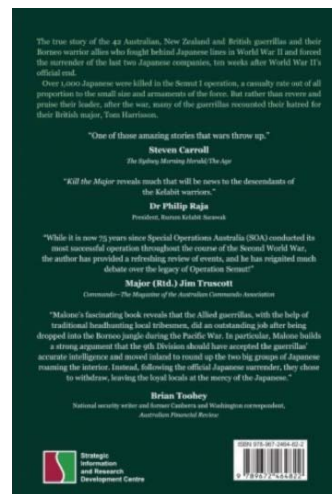 The true story of the 42 Australian, New Zealand and British guerrillas and their
Borneo warrior allies who fought behind Japanese lines in World War II and forced
the surrender of the last two Japanese companies, ten weeks after World War II's
official end.
Over 1,000 Japanese were killed in the Semut I operation, a casualty rate out of all
proportion to the small size and armaments of the force. But rather than revere and
praise their leader, after the war, many of the guerrillas recounted their hatred for
their British major, Tom Harrisson.
"One of those amazing stories that wars throw up."
Steven Carroll
The Sydney Morning Herald/The Age
"Kill the Major reveals much that will be news to the descendants of
the Kelabit warriors."
Dr Philip Raja
President, Rurum Kelabit Sarawak
"While it is now 75 years since Special Operations Australia (SOA) conducted its
most successful operation throughout the course of the Second World War,
the author has provided a refreshing review of events, and he has reignited much
debate over the legacy of Operation Semut!"
Major (Rtd.) Jim Truscott
Commando—The Magazine of the Australian Commando Association
"Malone's fascinating book reveals that the Allied guerrillas, with the help of
traditional headhunting local tribesmen, did an outstanding job after being
dropped into the Borneo jungle during the Pacific War. In particular, Malone builds
a strong argument that the 9th Division should have accepted the guerrillas'
accurate intelligence and moved inland to round up the two big groups of Japanese
roaming the interior. Instead, following the official Japanese surrender, they chose
to withdraw, leaving the loyal locals at the mercy of the Japanese."
Brian Toohey
National security writer and former Canberra and Washington correspondent,
Australian Financial Review
Strategic
Information
and Research
Development Centre
ISBN 978-967-2464-82-2
9 789672 464822